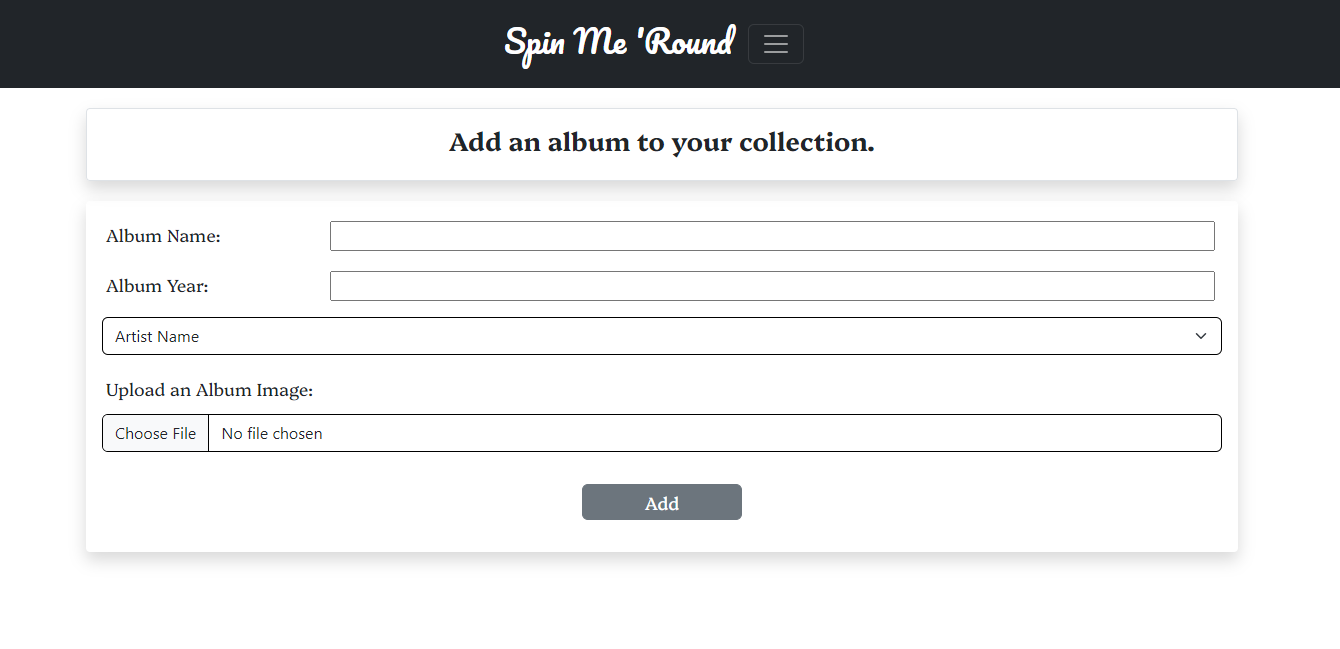 Spin Me 'Round
Add an album to your collection.
Album Name:
Album Year:
Artist Name
Upload an Album Image:
Choose File No file chosen
Add